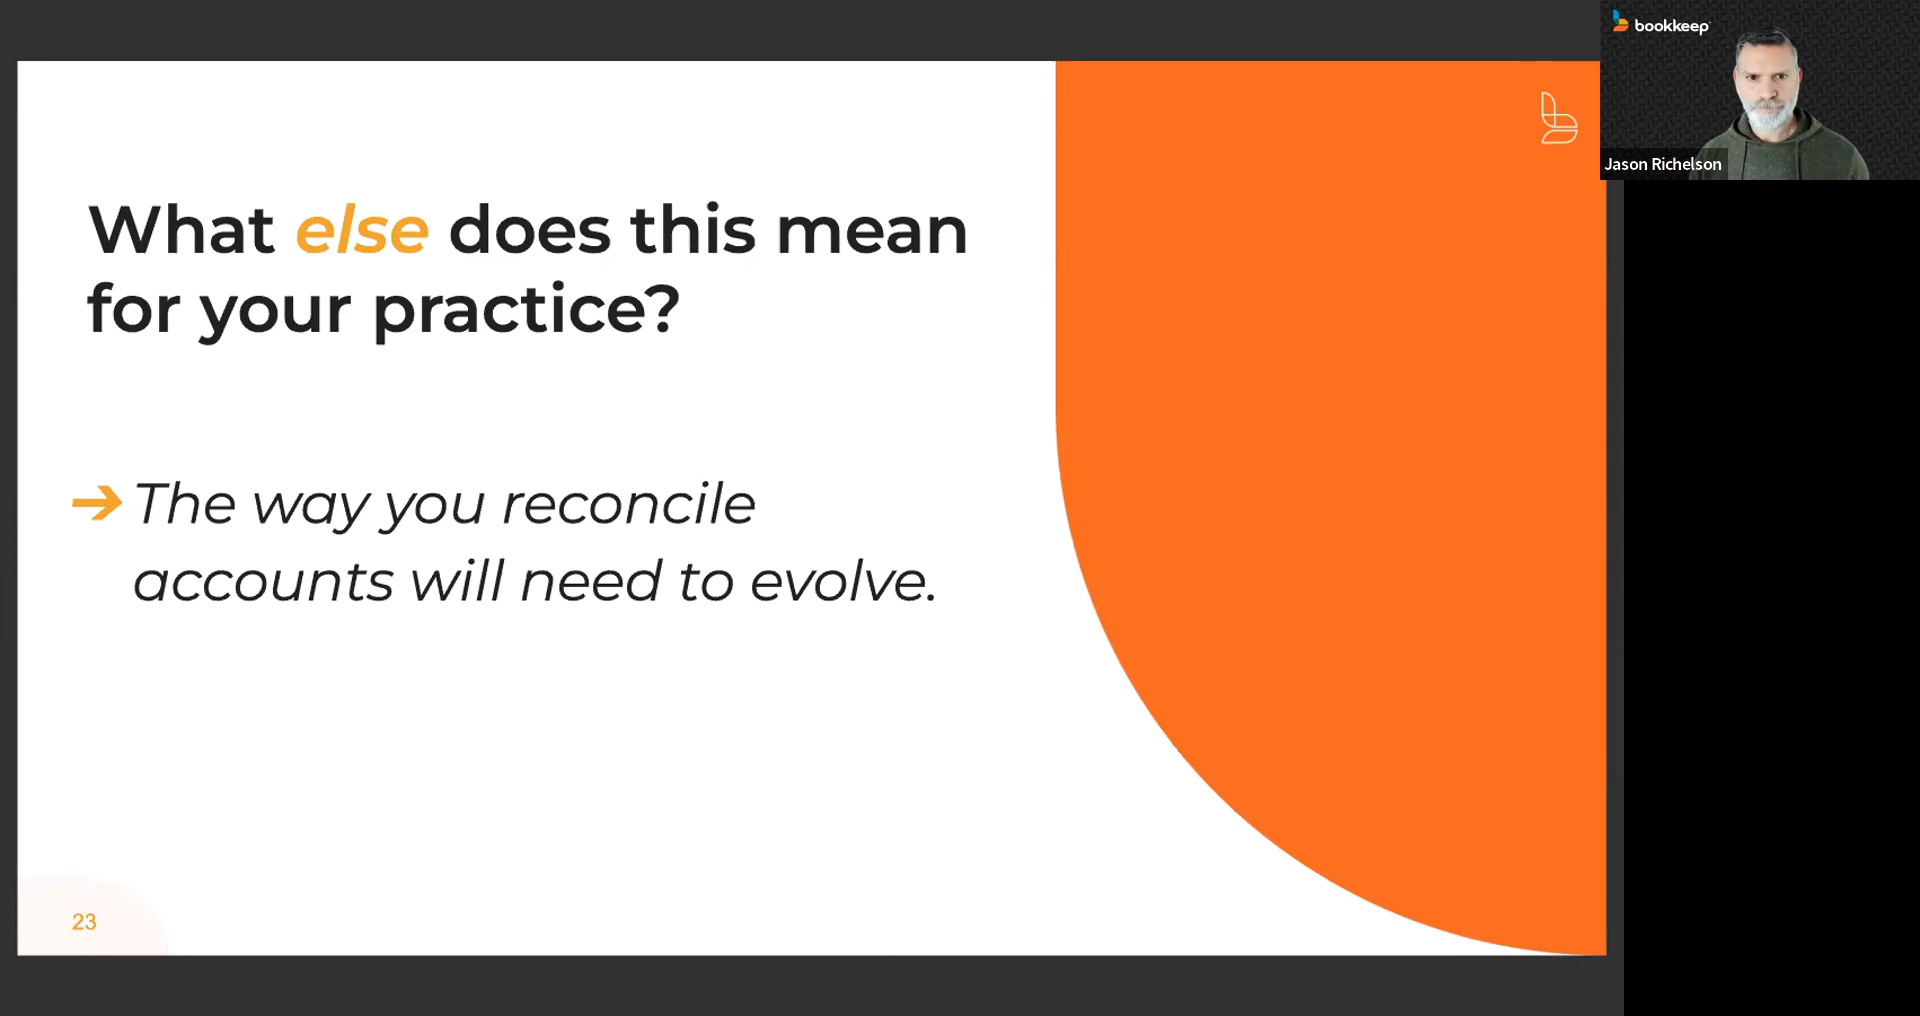 bookkeep
Jason Richelson
What else does this mean
for your practice?
➔ The way you reconcile
accounts will need to evolve.
23